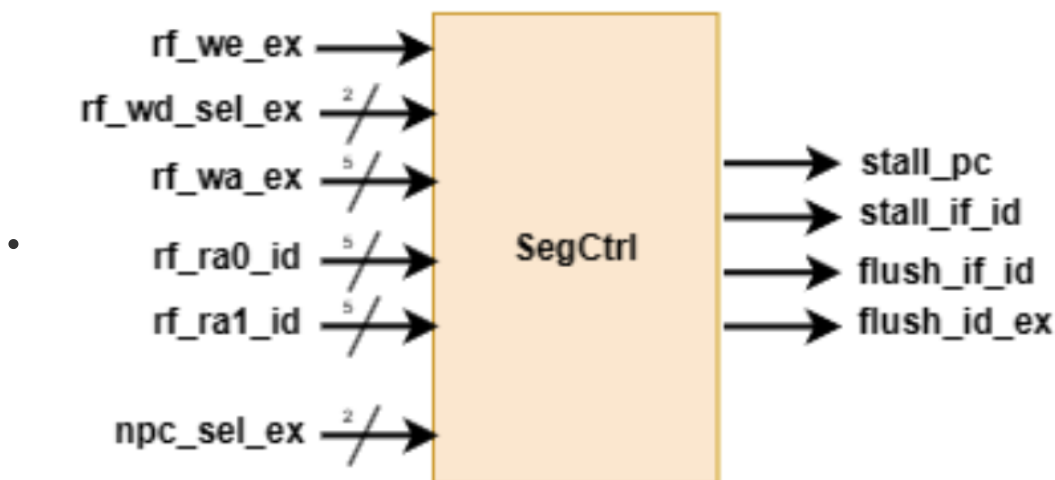 rf_we_ex
rf_wd_sel_ex
2
rf_wa_ex
5
rf_ra0_id
5
rf_ra1_id
5
npc_sel_ex
2
SegCtrl
stall_pc
stall_if_id
flush_if_id
flush_id_ex